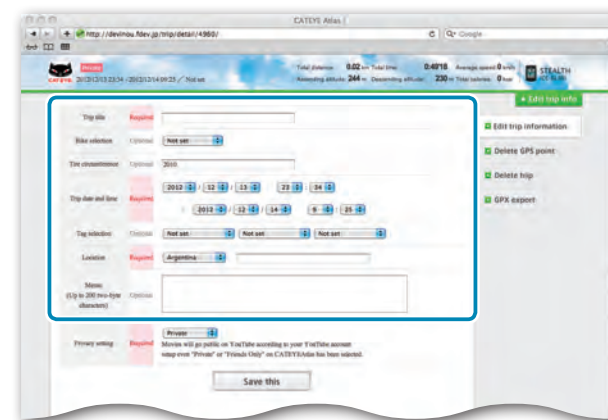 CATEYE Atlas [
http://devinou.fdev.jp/trip/detail/4980/
Google
Private
CATEYE 2012/12/13 23:34 - 2012/12/14 09:25 / Not set
Total distance 0.02 km Total time 0:49'18 Average speed 0 km/h
Ascending altitude 244 m Descending altitude 230 m Total calories 0 kcal
STEALTH
Edit trip info
Trip title Required
Bike selection Optional Not set
Tire circumference Optional 2010
Trip date and time Required 2012 / 12 / 13 23 : 34
2012 / 12 / 14 9 : 25
Tag selection Optional Not set Not set Not set
Location Required Argentina
Memo
(Up to 200 two-byte
characters)
Optional
Privacy setting Required Private
Movies will go public on YouTube according to your YouTube account
setup even "Private" or "Friends Only" on CATEYEAtlas has been selected.
Save this
Edit trip information
Delete GPS point
Delete trip
GPX export